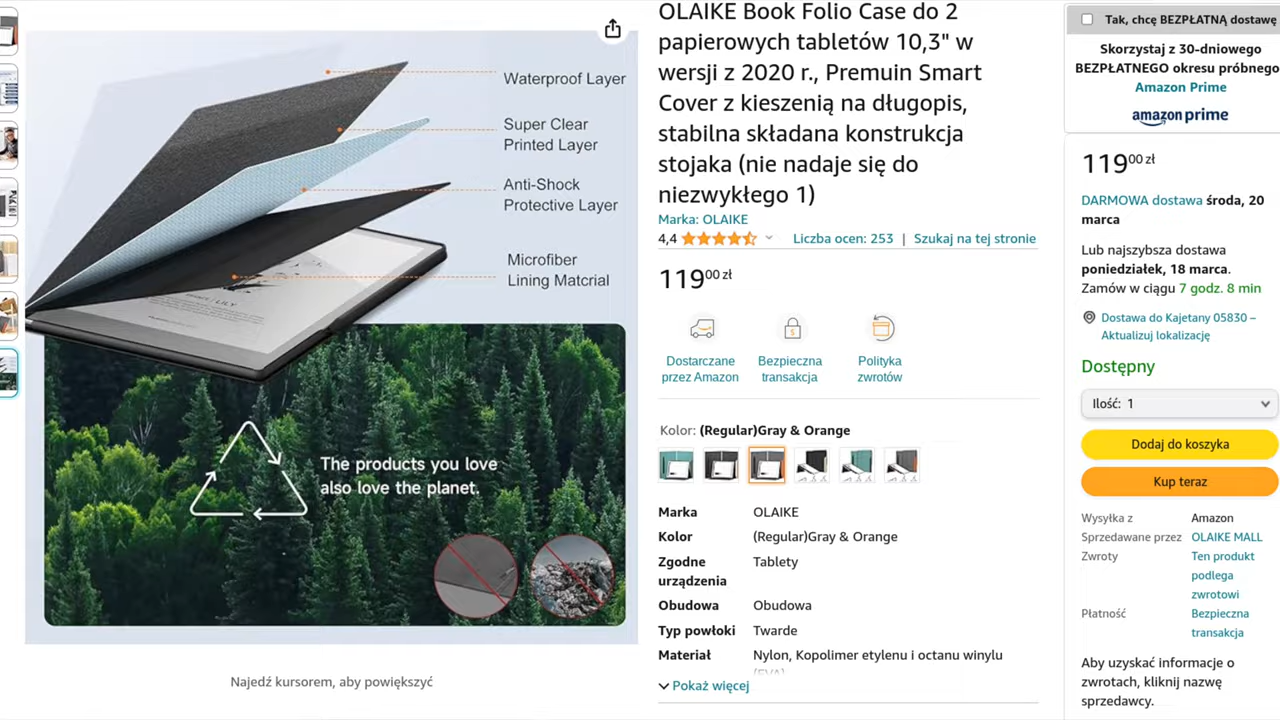 Waterproof Layer
Super Clear
Printed Layer
Anti-Shock
Protective Layer
Microfiber
Lining Matcrial
The products you love
also love the planet.
Najedź kursorem, aby powiększyć
OLAIKE Book Folio Case do 2
papierowych tabletów 10,3" w
wersji z 2020 r., Premuin Smart
Cover z kieszenią na długopis,
stabilna składana konstrukcja
stojaka (nie nadaje się do
niezwykłego 1)
Marka: OLAIKE
4,4
Liczba ocen: 253 | Szukaj na tej stronie
119 00 zł
Dostarczane
przez Amazon
Bezpieczna
transakcja
Polityka
zwrotów
Kolor: (Regular)Gray & Orange
Marka OLAIKE
Kolor (Regular)Gray & Orange
Zgodne urządzenia Tablety
Obudowa Obudowa
Typ powłoki Twarde
Materiał Nylon, Kopolimer etylenu i octanu winylu
(EVA)
Pokaż więcej
Tak, chcę BEZPŁATNĄ dostawę
Skorzystaj z 30-dniowego
BEZPŁATNEGO okresu próbnego
Amazon Prime
amazon prime
119 00 zł
DARMOWA dostawa środa, 20
marca
Lub najszybsza dostawa
poniedziałek, 18 marca.
Zamów w ciągu 7 godz. 8 min
Dostawa do Kajetany 05830 –
Aktualizuj lokalizację
Dostępny
Ilość: 1
Dodaj do koszyka
Kup teraz
Wysyłka z Amazon
Sprzedawane przez OLAIKE MALL
Zwroty Ten produkt
podlega
zwrotowi
Płatność Bezpieczna
transakcja
Aby uzyskać informacje o
zwrotach, kliknij nazwę
sprzedawcy.